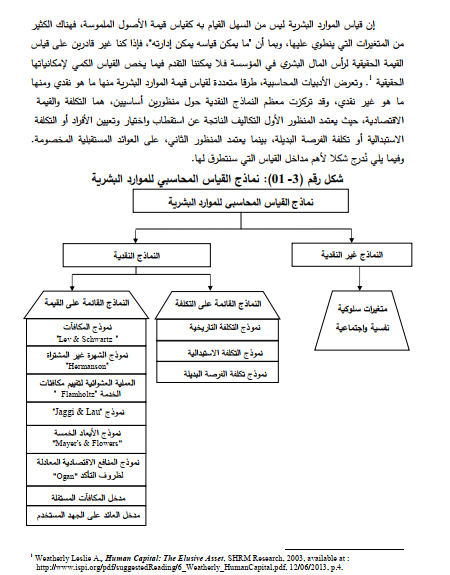 إن قياس الموارد البشرية ليس من السهل القيام به كقياس قيمة الأصول الملموسة، فهناك الكثير
من المتغيرات التي ينطوي عليها، وبما أن "ما يمكن قياسه يمكن إدارته"، فإذا كنا غير قادرين على قياس
القيمة الحقيقية لرأس المال البشري في المؤسسة فلا يمكننا التقدم فيما يخص القياس الكمي لإمكانياتها
الحقيقية 1. وتعرض الأدبيات المحاسبية، طرقا متعددة لقياس قيمة الموارد البشرية منها ما هو نقدي ومنها
ما هو غير نقدي، وقد تركزت معظم النماذج النقدية حول منظورين أساسيين، هما التكلفة والقيمة
الاقتصادية، حيث يعتمد المنظور الأول التكاليف الناتجة عن استقطاب واختيار وتعيين الأفراد أو التكلفة
الاستبدالية أو تكلفة الفرصة البديلة، بينما يعتمد المنظور الثاني، على العوائد المستقبلية المخصومة.
وفيما يلي نُدرج شكلا لأهم مداخل القياس التي سنتطرق لها.
شكل رقم (3- 01): نماذج القياس المحاسبي للموارد البشرية
نماذج القياس المحاسبي للموارد البشرية
النماذج غير النقدية
النماذج النقدية
متغيرات سلوكية
نفسية واجتماعية
النماذج القائمة على التكلفة
نموذج التكلفة التاريخية
نموذج التكلفة الاستبدالية
نموذج تكلفة الفرصة البديلة
النماذج القائمة على القيمة
نموذج المكافآت
"Lev & Schwartz"
نموذج الشهرة غير المشتراة
"Hermanson"
العملية العشوائية لتقييم مكافئات
الخدمة "Flamholtz"
نموذج "Jaggi & Lau"
نموذج الأبعاد الخمسة
"Mayer's & Flowers"
نموذج المنافع الاقتصادية المعادلة
لظروف التأكد "Ogan"
مدخل المكافآت المستقلة
مدخل العائد على الجهد المستخدم
1 Weatherly Leslie A., Human Capital: The Elusive Asset, SHRM Research, 2003, available at :
http://www.ispi.org/pdf/suggestedReading/6_Weatherly_HumanCapital.pdf, 12/06/2013, p.4.